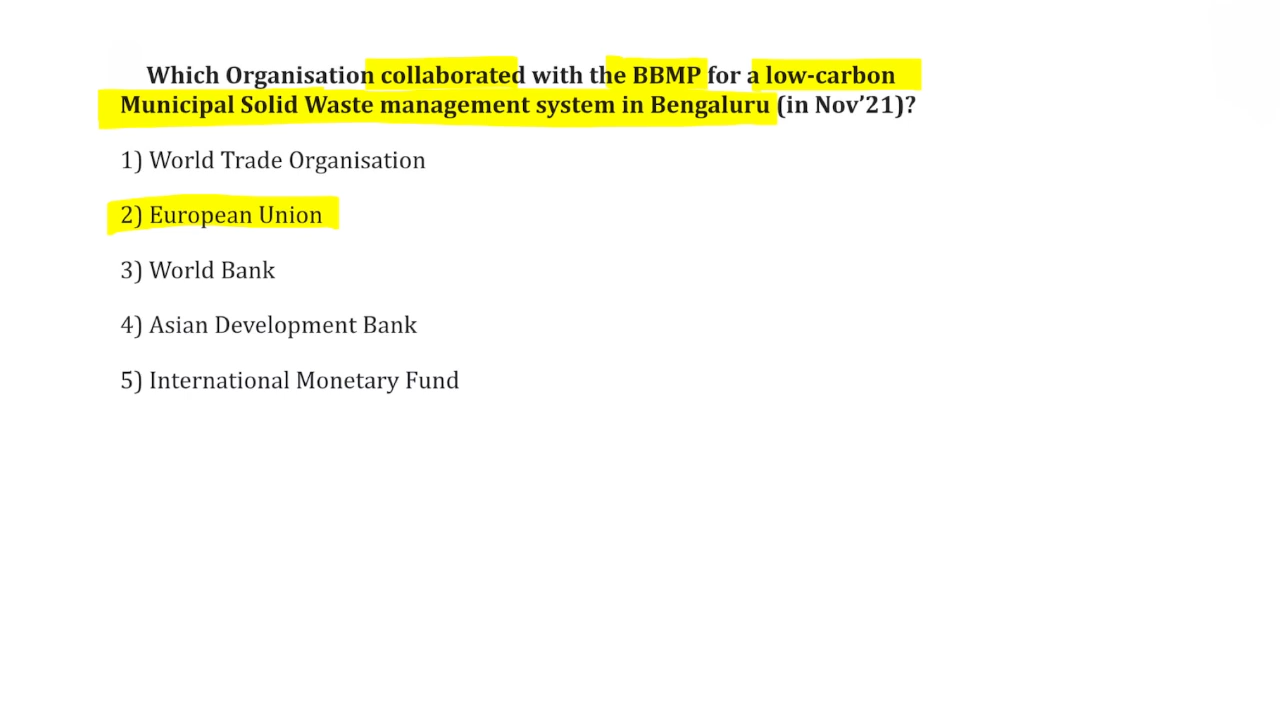 Which Organisation collaborated with the BBMP for a low-carbon
Municipal Solid Waste management system in Bengaluru (in Nov’21)?
1) World Trade Organisation
2) European Union
3) World Bank
4) Asian Development Bank
5) International Monetary Fund